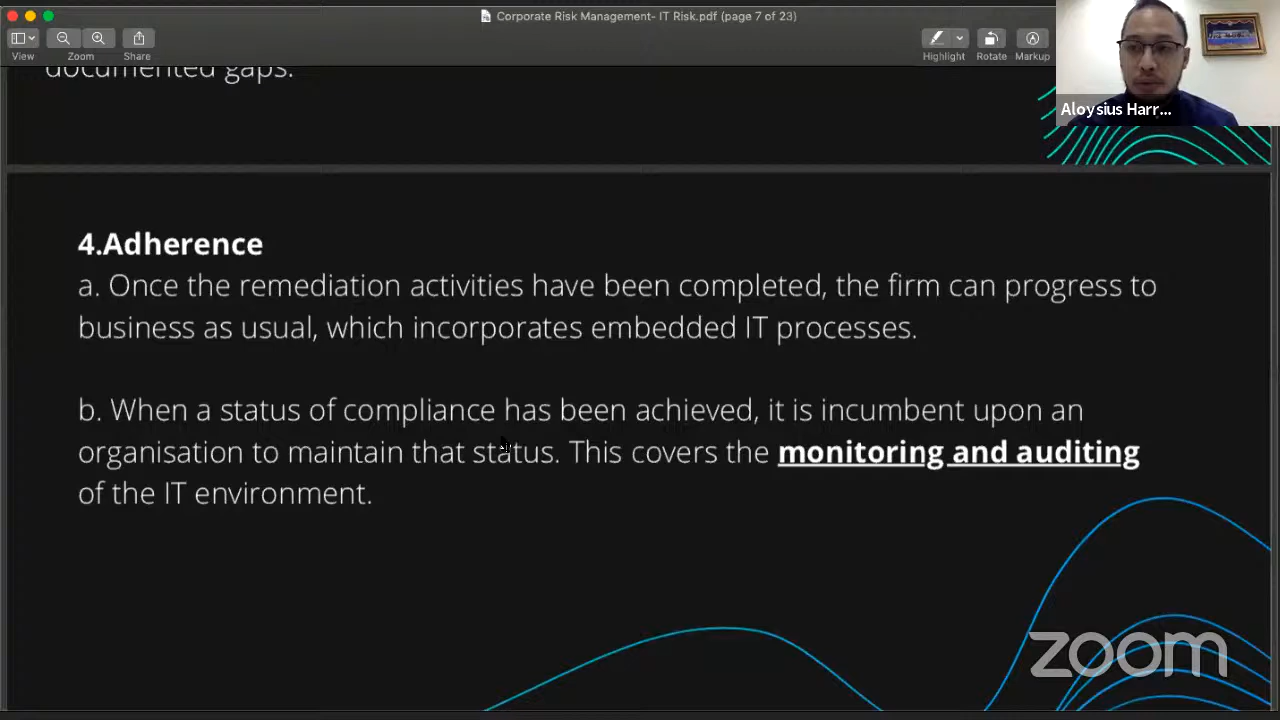 Corporate Risk Management- IT Risk.pdf (page 7 of 23)
View
Zoom
Share
Highlight
Rotate
Markup
Aloysius Harr...
documented gaps.
4.Adherence
a. Once the remediation activities have been completed, the firm can progress to
business as usual, which incorporates embedded IT processes.
b. When a status of compliance has been achieved, it is incumbent upon an
organisation to maintain that status. This covers the monitoring and auditing
of the IT environment.
zoom